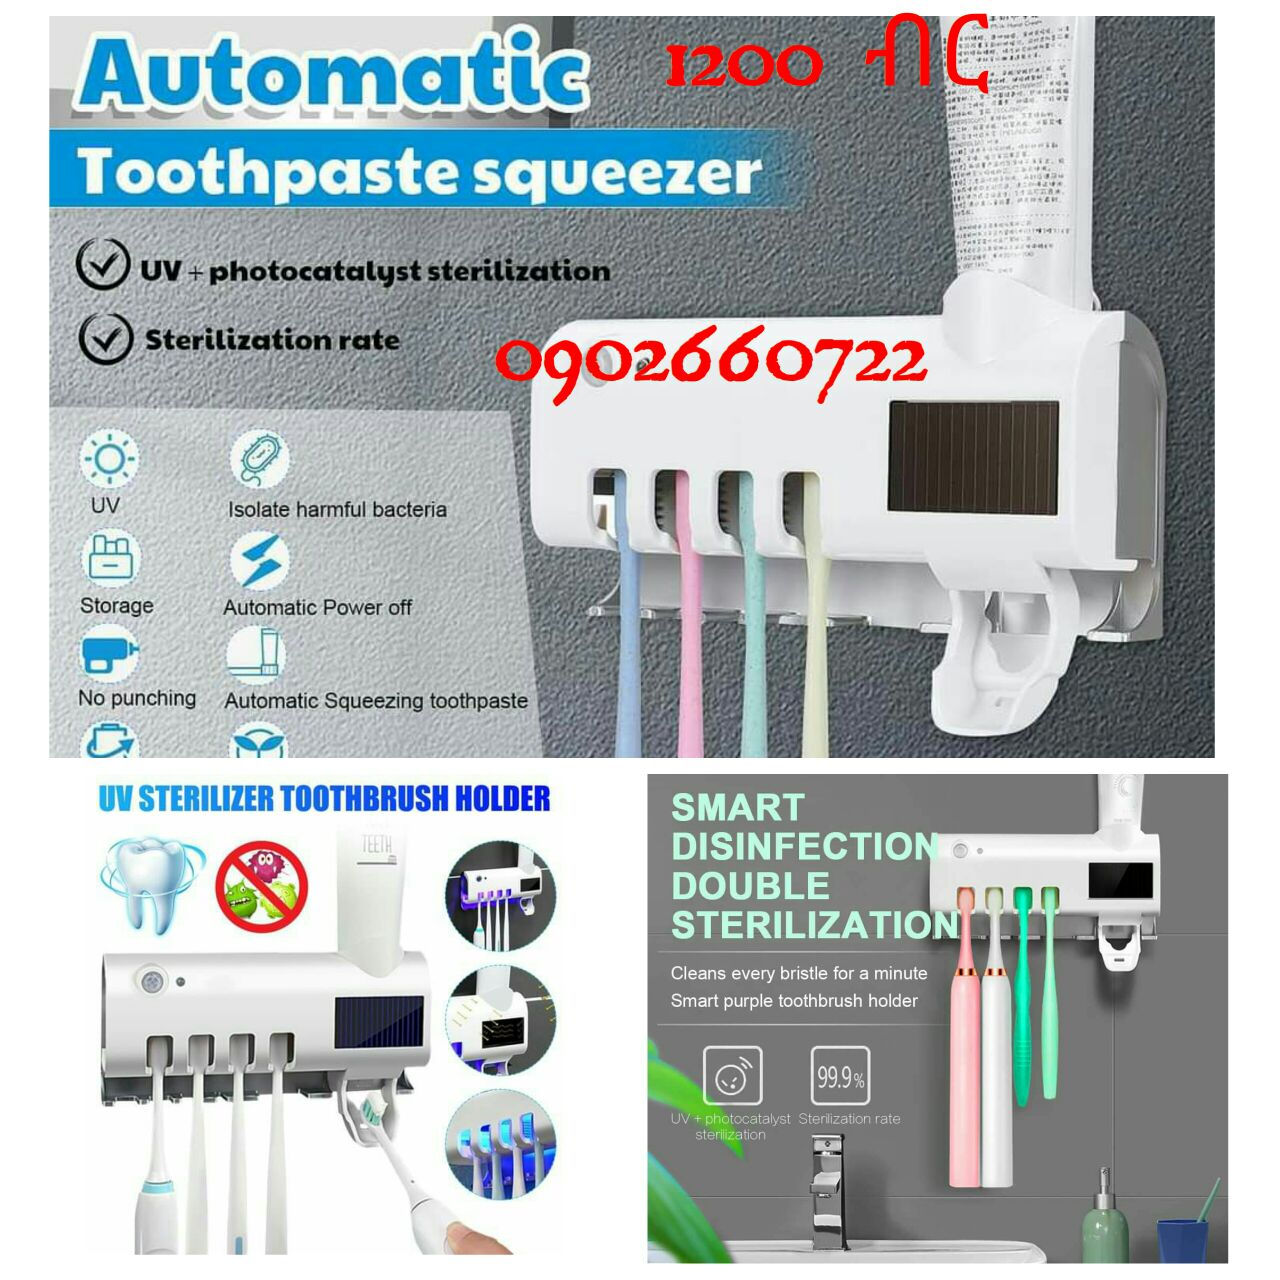 Automatic
1200 ብር
Toothpaste squeezer
UV + photocatalyst sterilization
Sterilization rate
0902660722
UV
Isolate harmful bacteria
Storage
Automatic Power off
No punching
Automatic Squeezing toothpaste
UV STERILIZER TOOTHBRUSH HOLDER
TEETH
SMART
DISINFECTION
DOUBLE
STERILIZATION
Cleans every bristle for a minute
Smart purple toothbrush holder
99.9%
UV + photocatalyst
sterilization
Sterilization rate